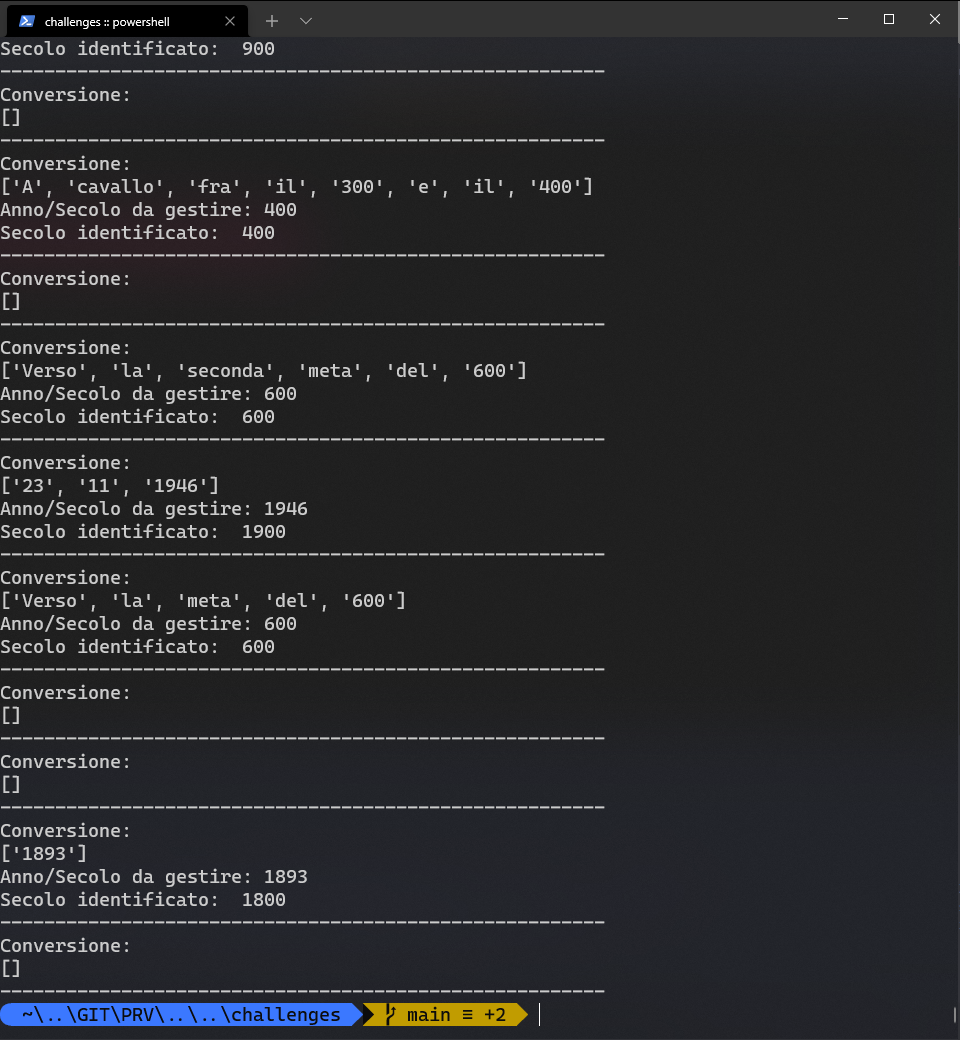 challenges :: powershell
Secolo identificato:  900
-------------------------------------------------------
Conversione:
[]
-------------------------------------------------------
Conversione:
['A', 'cavallo', 'fra', 'il', '300', 'e', 'il', '400']
Anno/Secolo da gestire: 400
Secolo identificato:  400
-------------------------------------------------------
Conversione:
[]
-------------------------------------------------------
Conversione:
['Verso', 'la', 'seconda', 'meta', 'del', '600']
Anno/Secolo da gestire: 600
Secolo identificato:  600
-------------------------------------------------------
Conversione:
['23', '11', '1946']
Anno/Secolo da gestire: 1946
Secolo identificato:  1900
-------------------------------------------------------
Conversione:
['Verso', 'la', 'meta', 'del', '600']
Anno/Secolo da gestire: 600
Secolo identificato:  600
-------------------------------------------------------
Conversione:
[]
-------------------------------------------------------
Conversione:
[]
-------------------------------------------------------
Conversione:
['1893']
Anno/Secolo da gestire: 1893
Secolo identificato:  1800
-------------------------------------------------------
Conversione:
[]
-------------------------------------------------------
~\..\GIT\PRV\..\..\challenges main ≡ +2